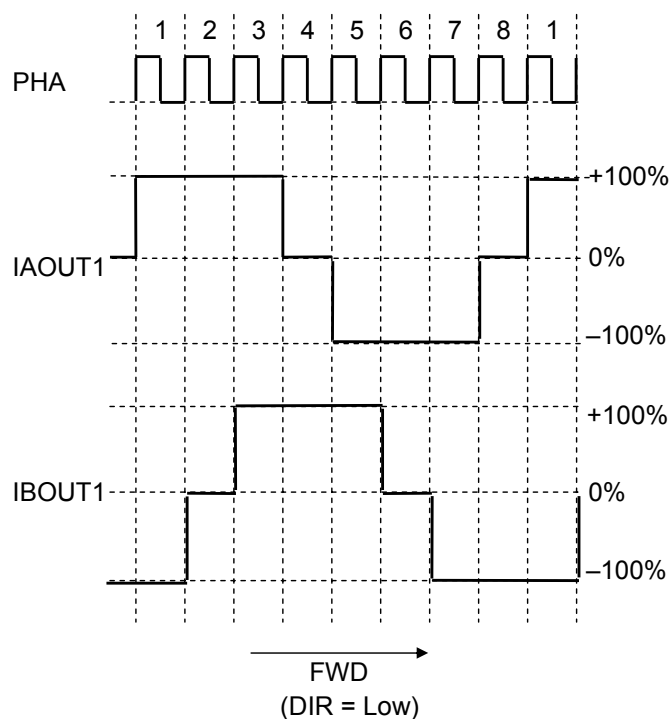 1 2 3 4 5 6 7 8 1
PHA
+100%
IAOUT1
0%
–100%
+100%
IBOUT1
0%
–100%
FWD
(DIR = Low)